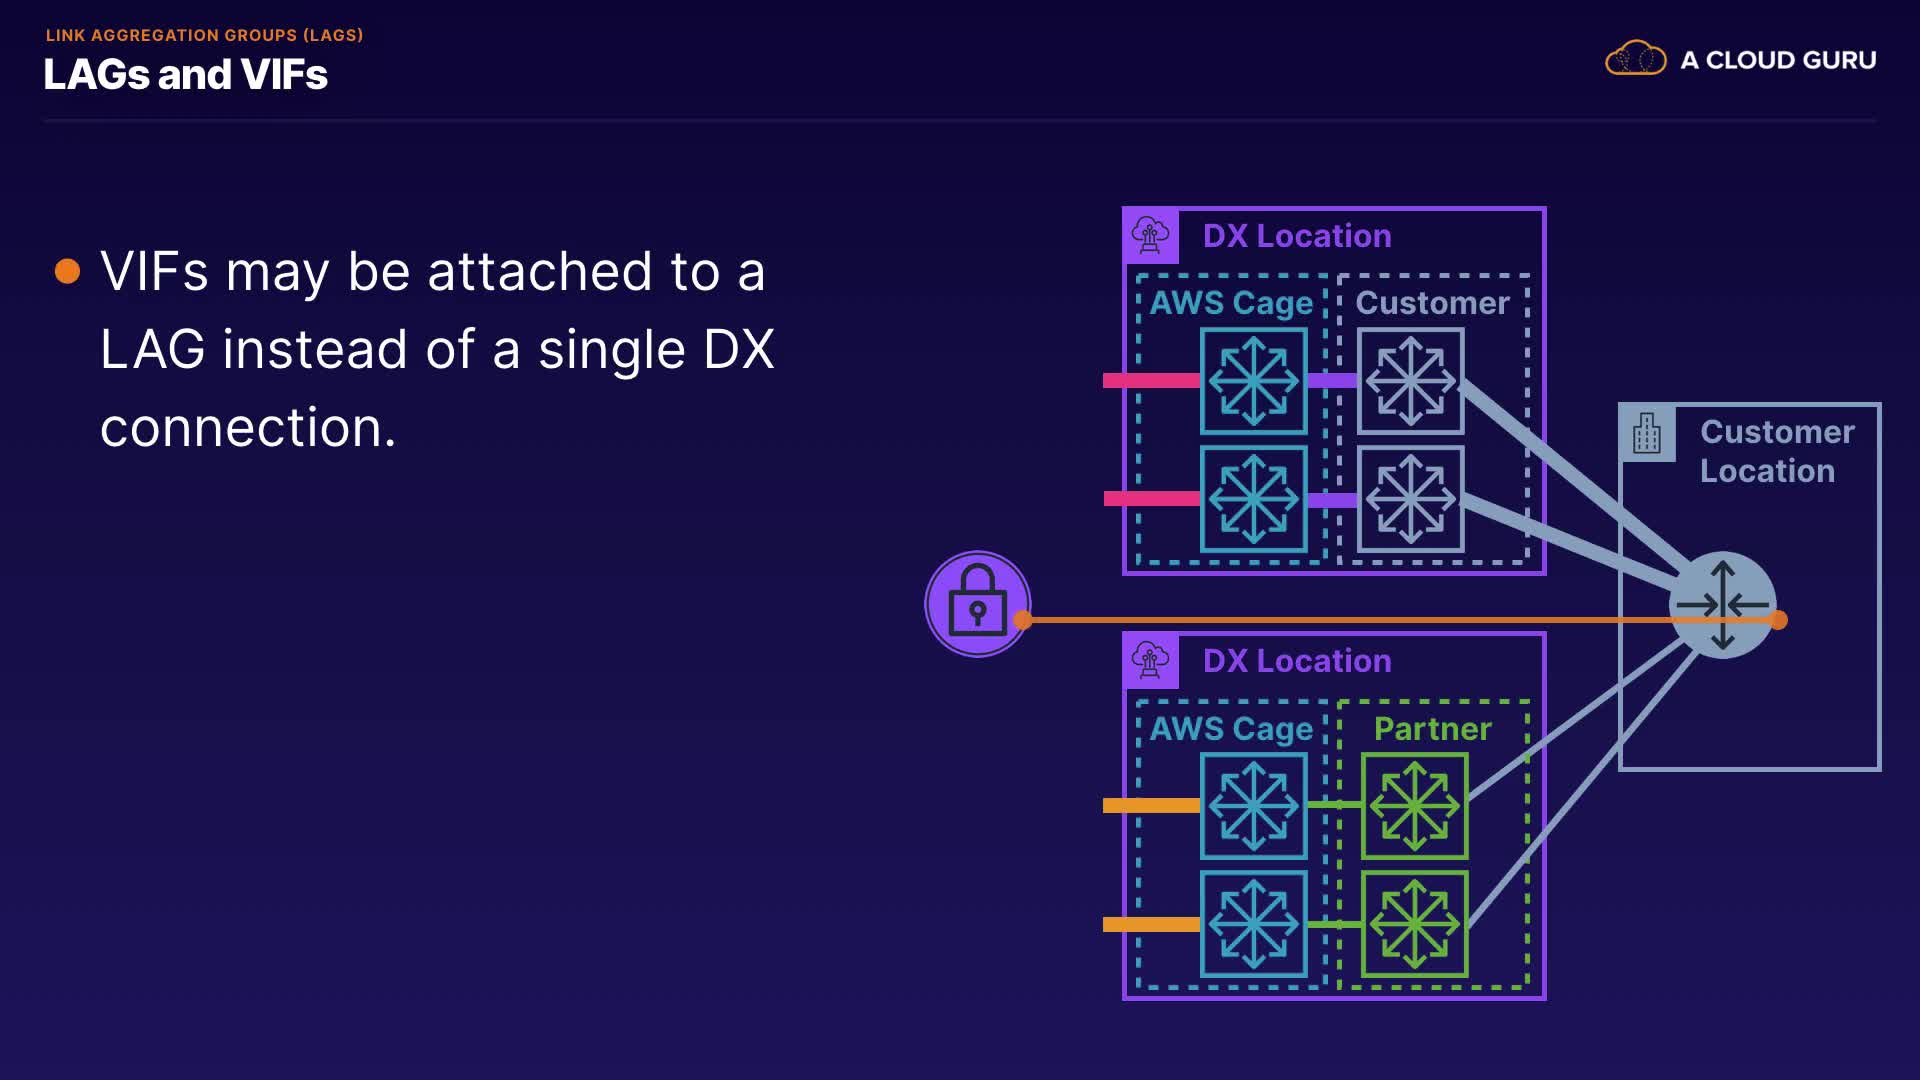 LINK AGGREGATION GROUPS (LAGS)
LAGs and VIFs
A CLOUD GURU
VIFs may be attached to a
LAG instead of a single DX
connection.
DX Location
AWS Cage
Customer
Customer
Location
DX Location
AWS Cage
Partner